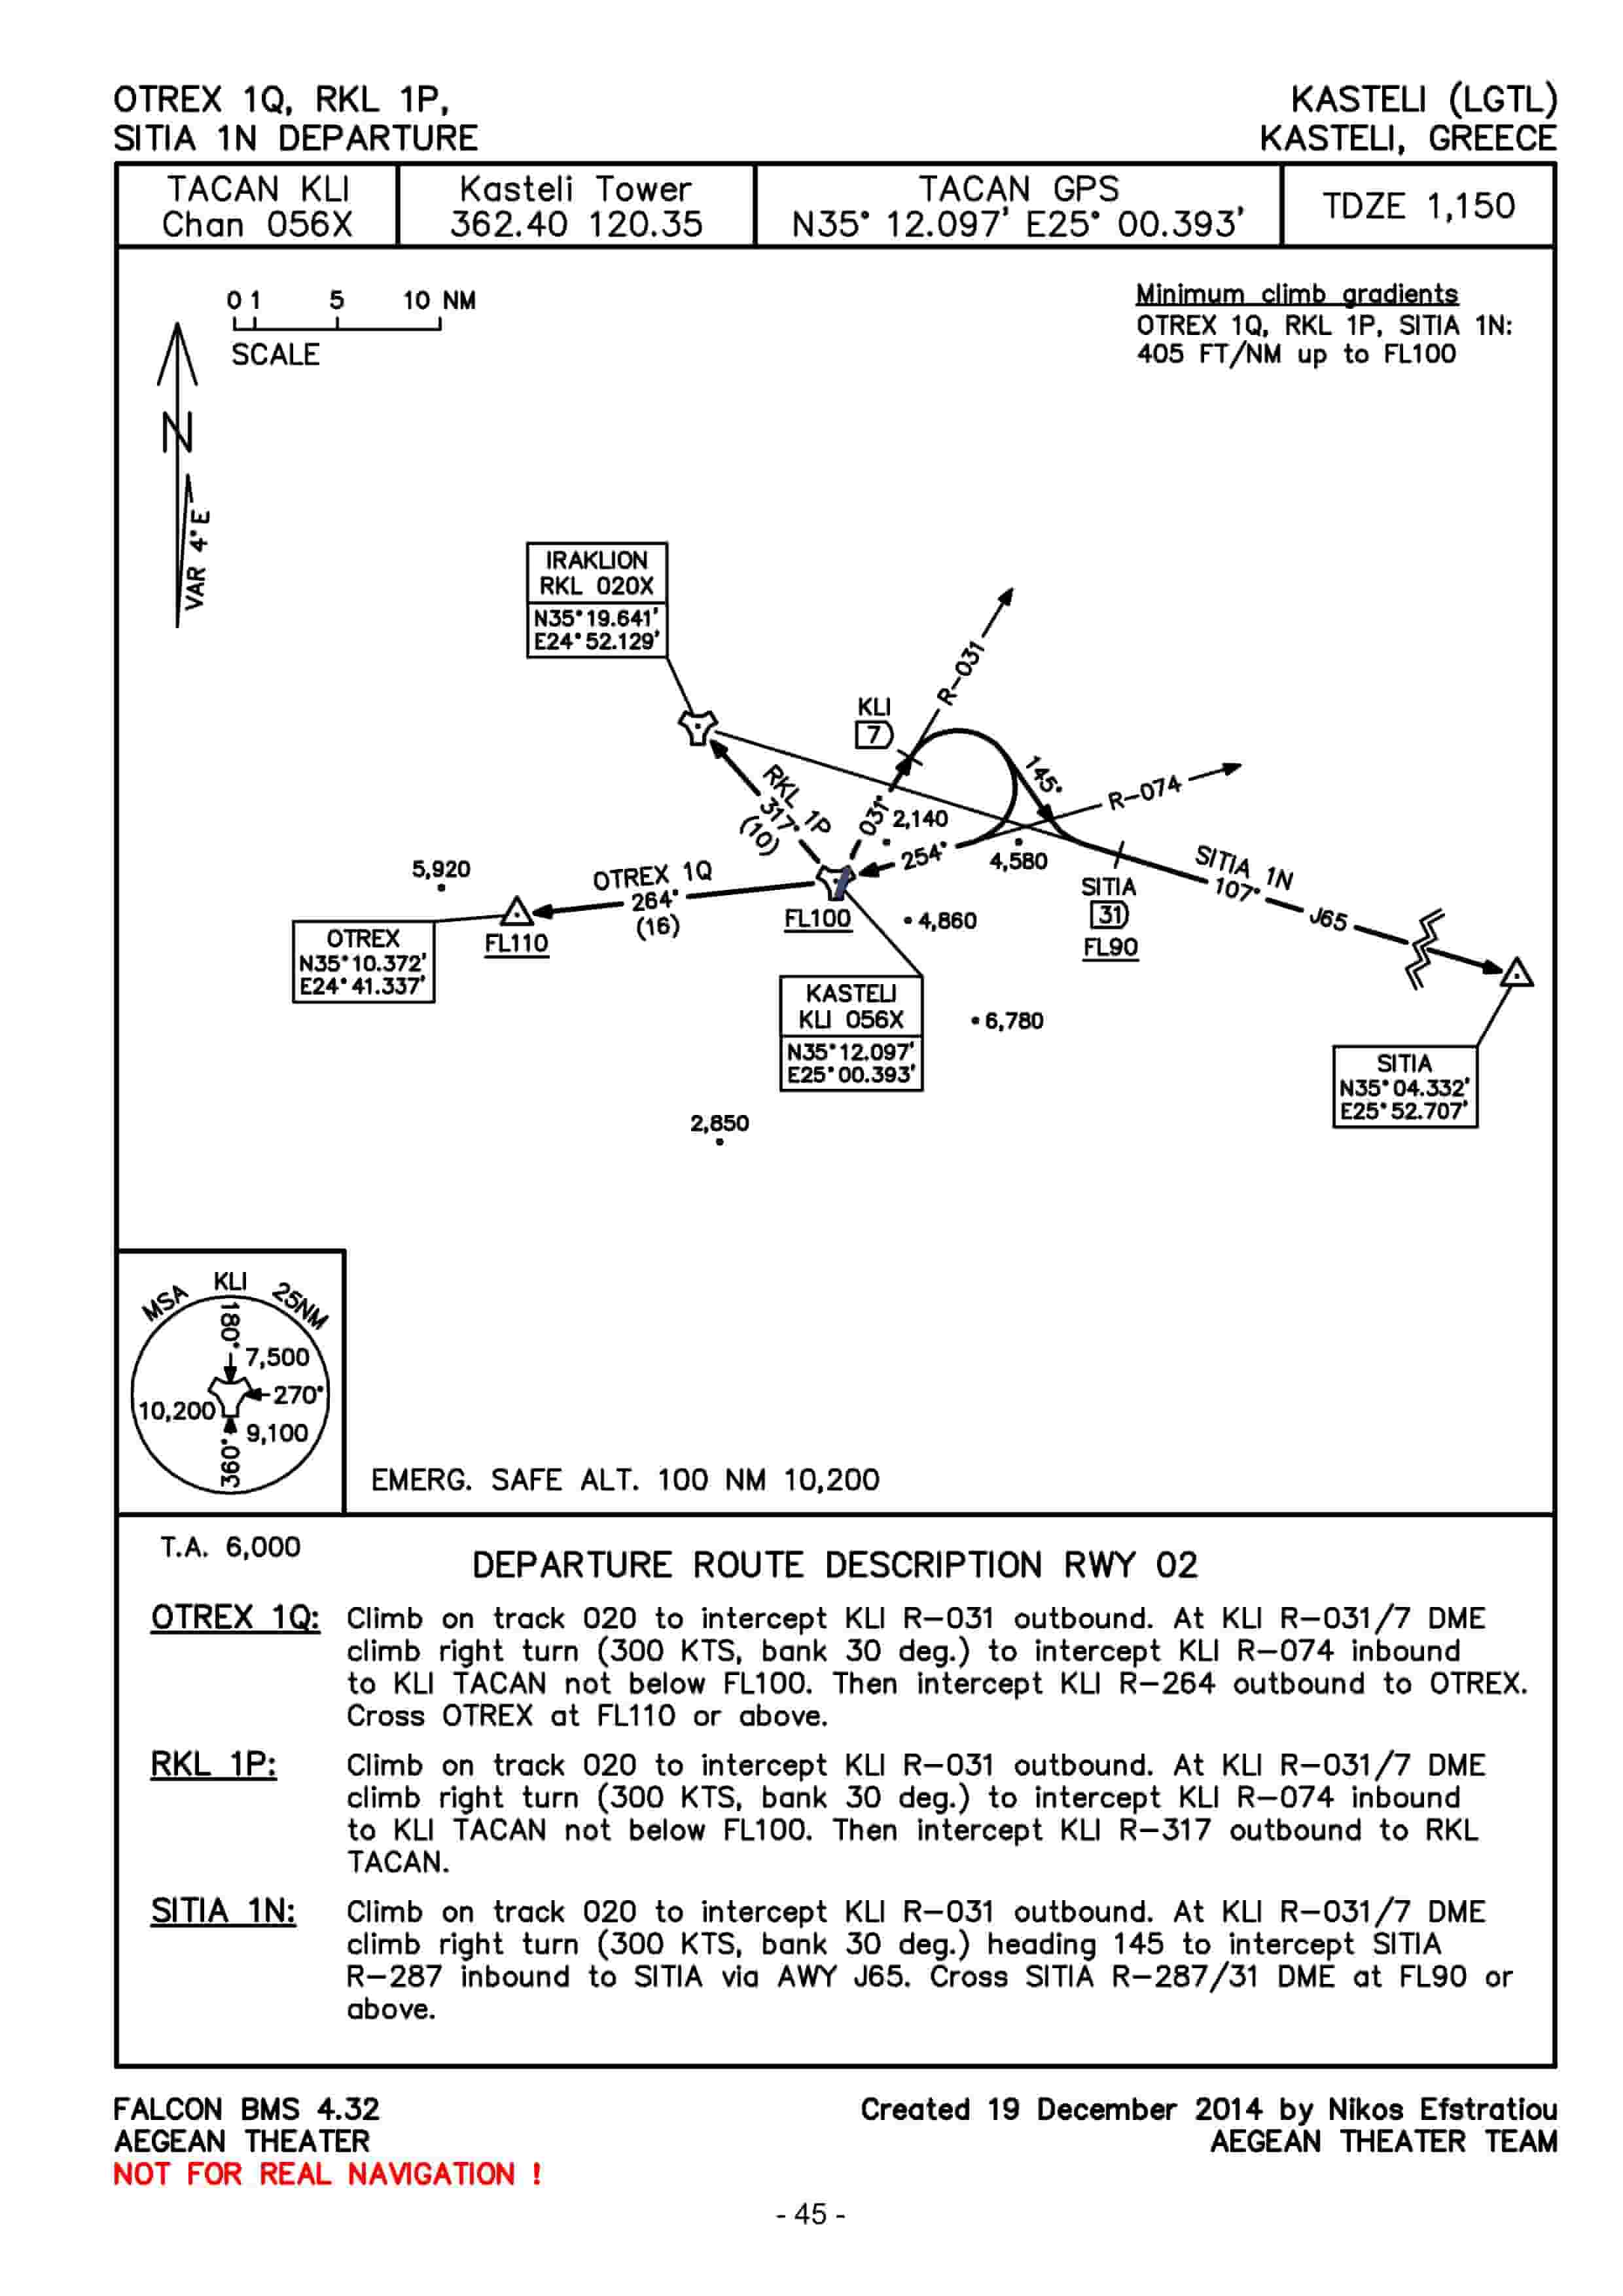 OTREX 1Q, RKL 1P,
SITIA 1N DEPARTURE
KASTELI (LGTL)
KASTELI, GREECE
TACAN KLI
Chan 056X
Kasteli Tower
362.40 120.35
TACAN GPS
N35° 12.097' E25° 00.393'
TDZE 1,150
0 1 5 10 NM
SCALE
N
VAR 4°E
Minimum climb gradients
OTREX 1Q, RKL 1P, SITIA 1N:
405 FT/NM up to FL100
IRAKLION
RKL 020X
N35°19.641'
E24°52.129'
R-031
KLI
7
145°
R-074
RKL 1P
317°
(10)
031°
2,140
254°
4,580
5,920
OTREX 1Q
264°
(16)
FL110
FL100
4,860
SITIA
31
FL90
SITIA 1N
107°
J65
OTREX
N35°10.372'
E24°41.337'
KASTELI
KLI 056X
N35°12.097'
E25°00.393'
6,780
SITIA
N35°04.332'
E25°52.707'
2,850
MSA KLI 25NM
180°
7,500
270°
10,200
9,100
360°
EMERG. SAFE ALT. 100 NM 10,200
T.A. 6,000
DEPARTURE ROUTE DESCRIPTION RWY 02
OTREX 1Q: Climb on track 020 to intercept KLI R-031 outbound. At KLI R-031/7 DME
climb right turn (300 KTS, bank 30 deg.) to intercept KLI R-074 inbound
to KLI TACAN not below FL100. Then intercept KLI R-264 outbound to OTREX.
Cross OTREX at FL110 or above.
RKL 1P: Climb on track 020 to intercept KLI R-031 outbound. At KLI R-031/7 DME
climb right turn (300 KTS, bank 30 deg.) to intercept KLI R-074 inbound
to KLI TACAN not below FL100. Then intercept KLI R-317 outbound to RKL
TACAN.
SITIA 1N: Climb on track 020 to intercept KLI R-031 outbound. At KLI R-031/7 DME
climb right turn (300 KTS, bank 30 deg.) heading 145 to intercept SITIA
R-287 inbound to SITIA via AWY J65. Cross SITIA R-287/31 DME at FL90 or
above.
FALCON BMS 4.32
AEGEAN THEATER
NOT FOR REAL NAVIGATION !
Created 19 December 2014 by Nikos Efstratiou
AEGEAN THEATER TEAM
- 45 -